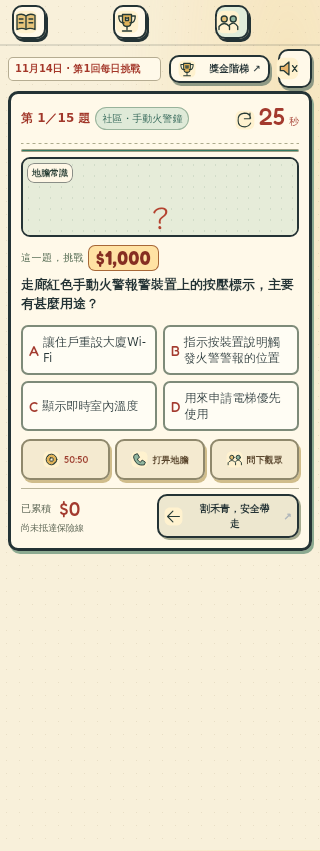 11月14日・第1回每日挑戰
獎金階梯 ↗
第 1／15 題
社區・手動火警鐘
25 秒
地膽常識
?
這一題，挑戰 $1,000
走廊紅色手動火警報警裝置上的按壓標示，主要
有甚麼用途？
A 讓住戶重設大廈Wi-
Fi
B 指示按裝置說明觸
發火警警報的位置
C 顯示即時室內溫度
D 用來申請電梯優先
使用
50:50
打畀地膽
問下觀眾
已累積 $0
尚未抵達保險線
割禾青，安全帶
走 ↗